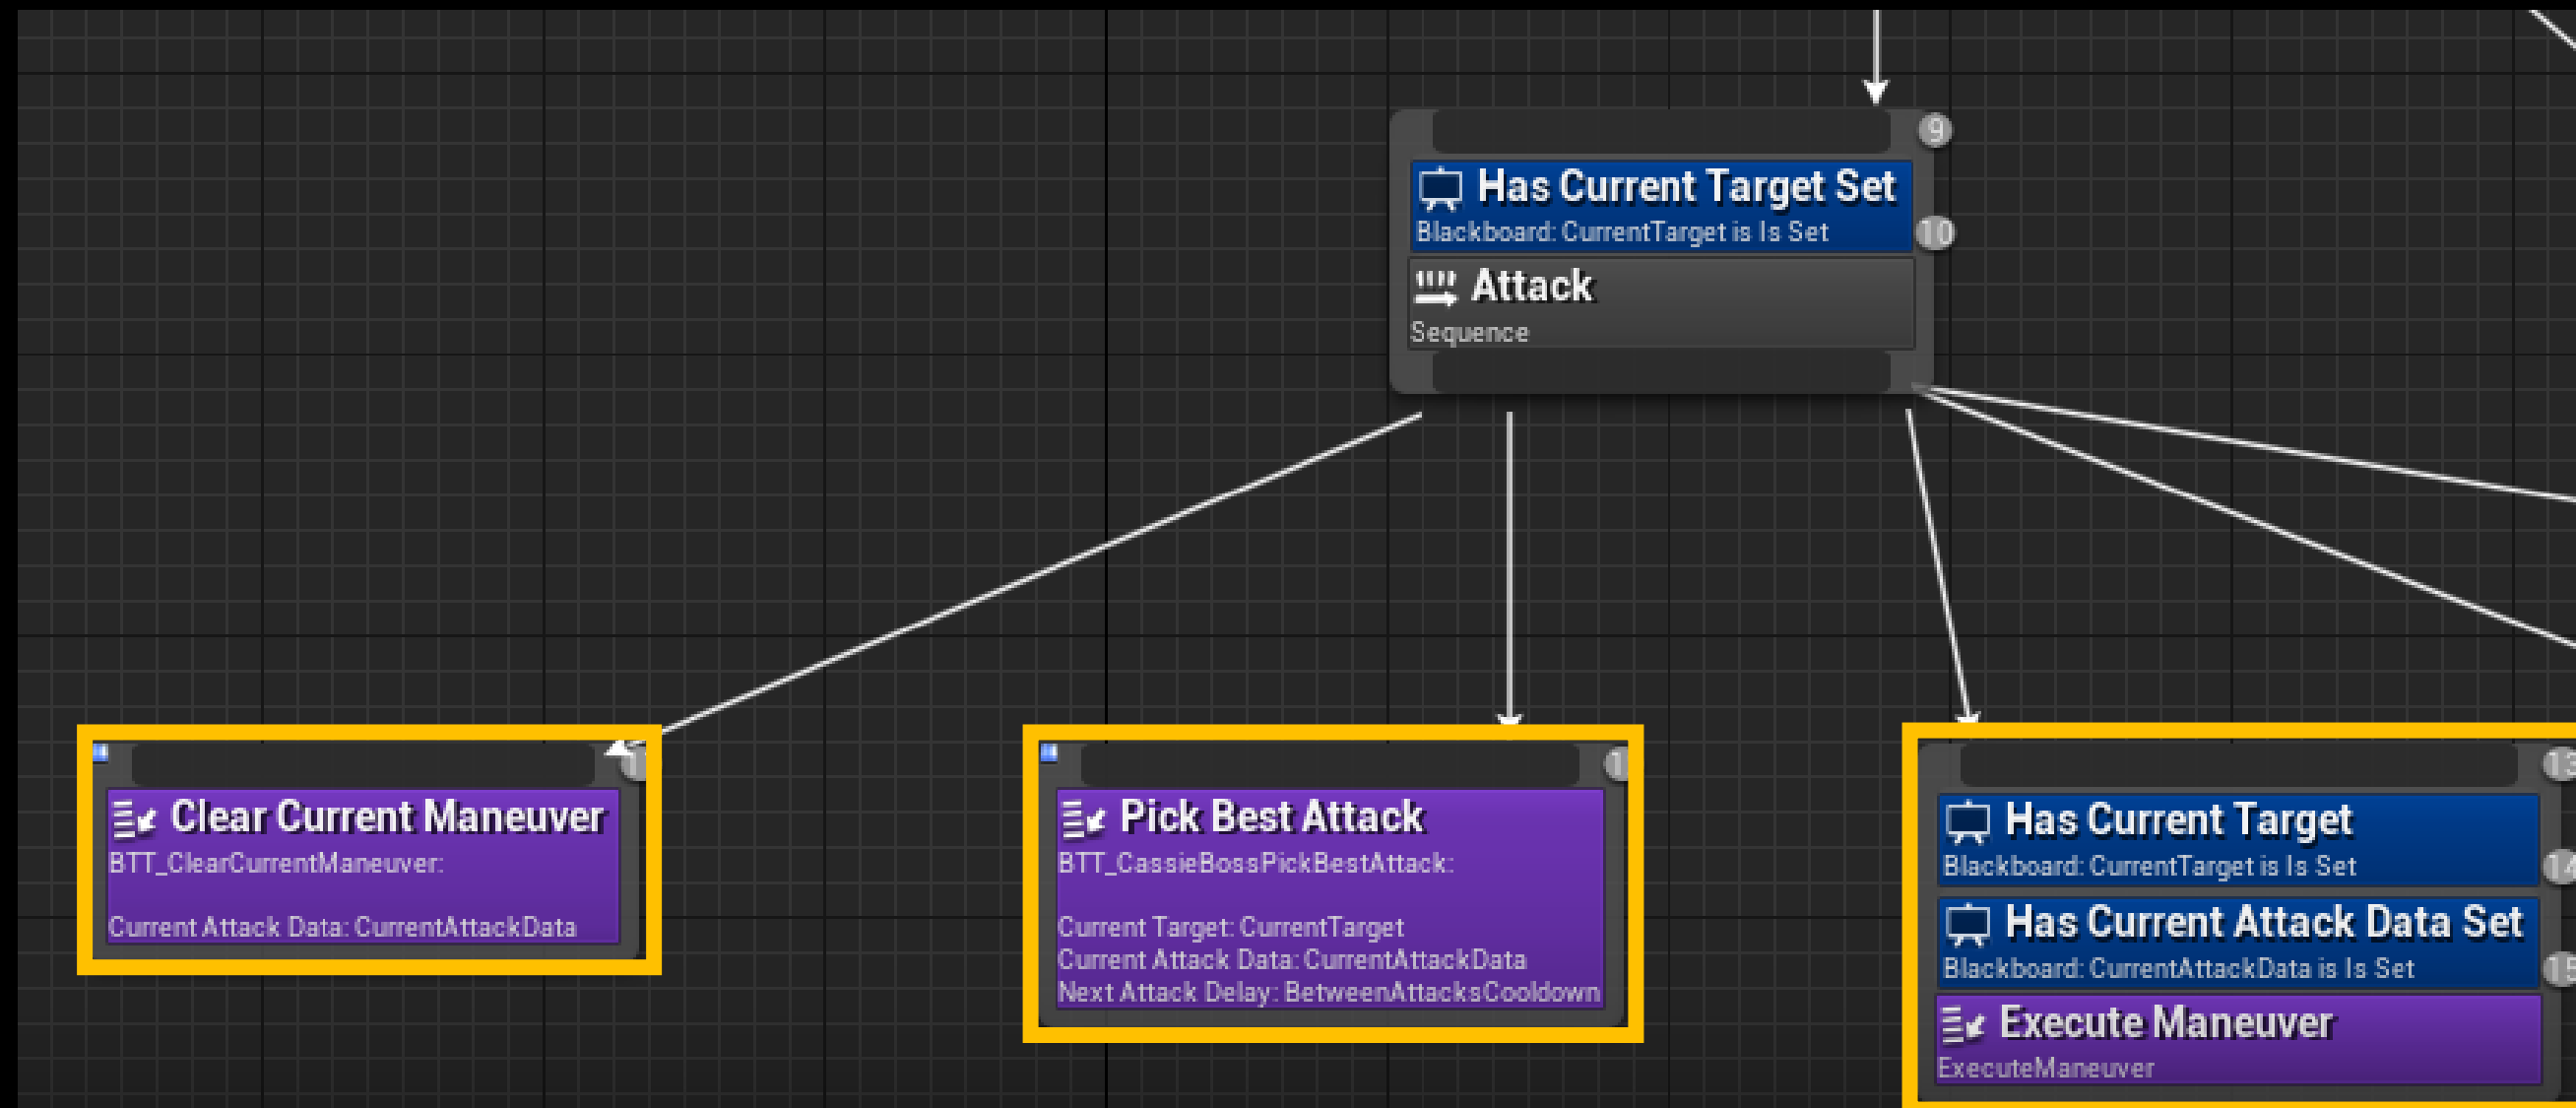 9
Has Current Target Set
Blackboard: CurrentTarget is Is Set
10
Attack
Sequence
Clear Current Maneuver
BTT_ClearCurrentManeuver:
Current Attack Data: CurrentAttackData
Pick Best Attack
BTT_CassieBossPickBestAttack:
Current Target: CurrentTarget
Current Attack Data: CurrentAttackData
Next Attack Delay: BetweenAttacksCooldown
13
Has Current Target
Blackboard: CurrentTarget is Is Set
14
Has Current Attack Data Set
Blackboard: CurrentAttackData is Is Set
15
Execute Maneuver
ExecuteManeuver